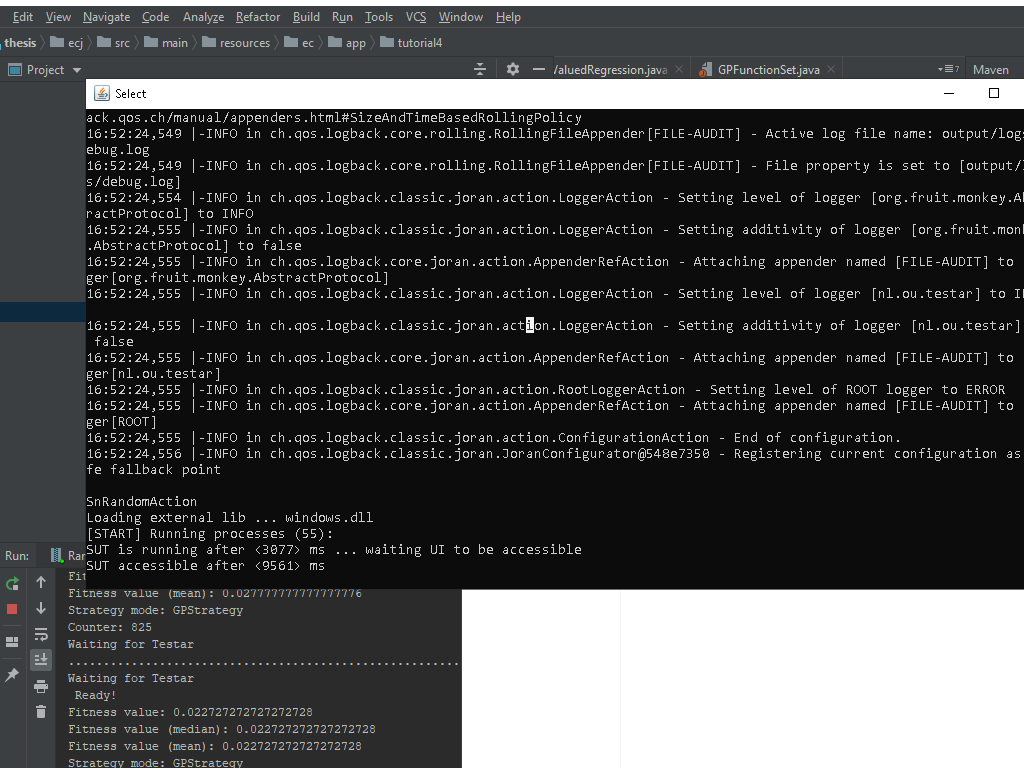 Edit View Navigate Code Analyze Refactor Build Run Tools VCS Window Help
thesis ecj src main resources ec app tutorial4
Project /aluedRegression.java GPFunctionSet.java Maven
Select
ack.qos.ch/manual/appenders.html#SizeAndTimeBasedRollingPolicy
16:52:24,549 |-INFO in ch.qos.logback.core.rolling.RollingFileAppender[FILE-AUDIT] - Active log file name: output/logs
ebug.log
16:52:24,549 |-INFO in ch.qos.logback.core.rolling.RollingFileAppender[FILE-AUDIT] - File property is set to [output/l
s/debug.log]
16:52:24,554 |-INFO in ch.qos.logback.classic.joran.action.LoggerAction - Setting level of logger [org.fruit.monkey.Ab
ractProtocol] to INFO
16:52:24,555 |-INFO in ch.qos.logback.classic.joran.action.LoggerAction - Setting additivity of logger [org.fruit.monk
.AbstractProtocol] to false
16:52:24,555 |-INFO in ch.qos.logback.core.joran.action.AppenderRefAction - Attaching appender named [FILE-AUDIT] to
ger[org.fruit.monkey.AbstractProtocol]
16:52:24,555 |-INFO in ch.qos.logback.classic.joran.action.LoggerAction - Setting level of logger [nl.ou.testar] to I
16:52:24,555 |-INFO in ch.qos.logback.classic.joran.action.LoggerAction - Setting additivity of logger [nl.ou.testar]
false
16:52:24,555 |-INFO in ch.qos.logback.core.joran.action.AppenderRefAction - Attaching appender named [FILE-AUDIT] to
ger[nl.ou.testar]
16:52:24,555 |-INFO in ch.qos.logback.classic.joran.action.RootLoggerAction - Setting level of ROOT logger to ERROR
16:52:24,555 |-INFO in ch.qos.logback.core.joran.action.AppenderRefAction - Attaching appender named [FILE-AUDIT] to
ger[ROOT]
16:52:24,555 |-INFO in ch.qos.logback.classic.joran.action.ConfigurationAction - End of configuration.
16:52:24,556 |-INFO in ch.qos.logback.classic.joran.JoranConfigurator@548e7350 - Registering current configuration as
fe fallback point
SnRandomAction
Loading external lib ... windows.dll
[START] Running processes (55):
SUT is running after <3077> ms ... waiting UI to be accessible
SUT accessible after <9561> ms
Run: Ran
Fit
Fitness value (mean): 0.027777777777777776
Strategy mode: GPStrategy
Counter: 825
Waiting for Testar
........................................................
Waiting for Testar
Ready!
Fitness value: 0.022727272727272728
Fitness value (median): 0.022727272727272728
Fitness value (mean): 0.022727272727272728
Strategy mode: GPStrategy